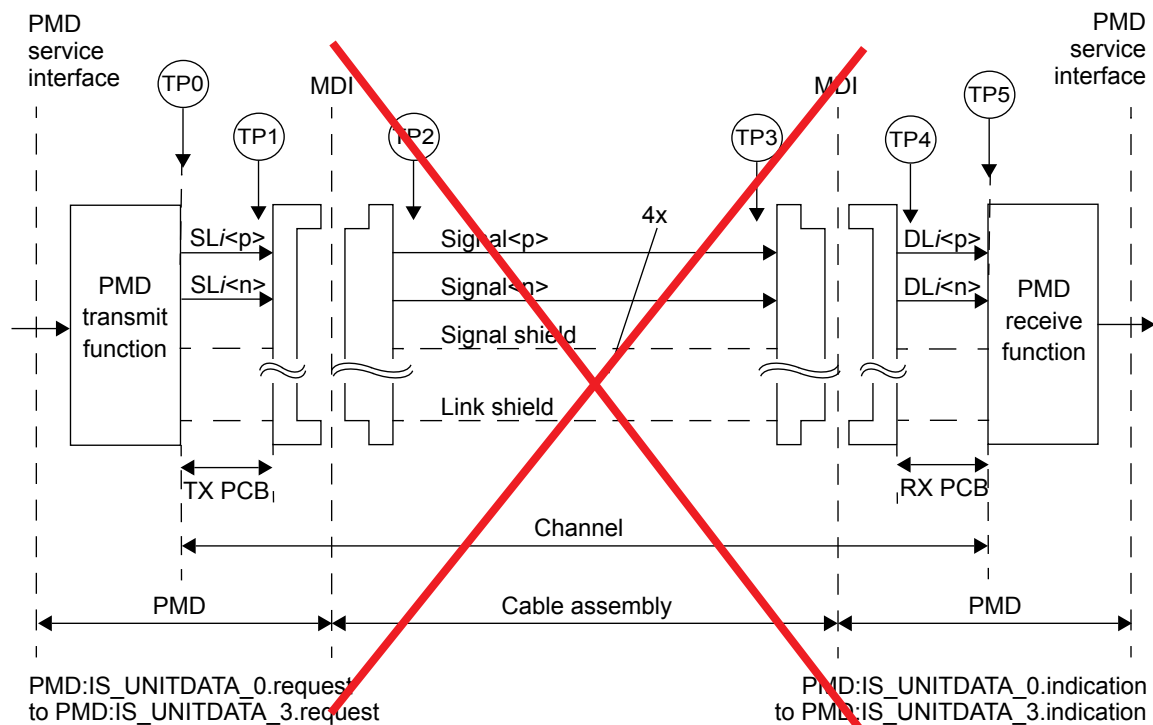 PMD
service
interface
PMD
service
interface
TP0
TP5
MDI
MDI
TP1
TP2
TP3
TP4
4x
SLi<p>
Signal<p>
DLi<p>
SLi<n>
Signal<n>
DLi<n>
PMD
transmit
function
PMD
receive
function
Signal shield
Link shield
TX PCB
RX PCB
Channel
PMD
Cable assembly
PMD
PMD:IS_UNITDATA_0.request
to PMD:IS_UNITDATA_3.request
PMD:IS_UNITDATA_0.indication
to PMD:IS_UNITDATA_3.indication